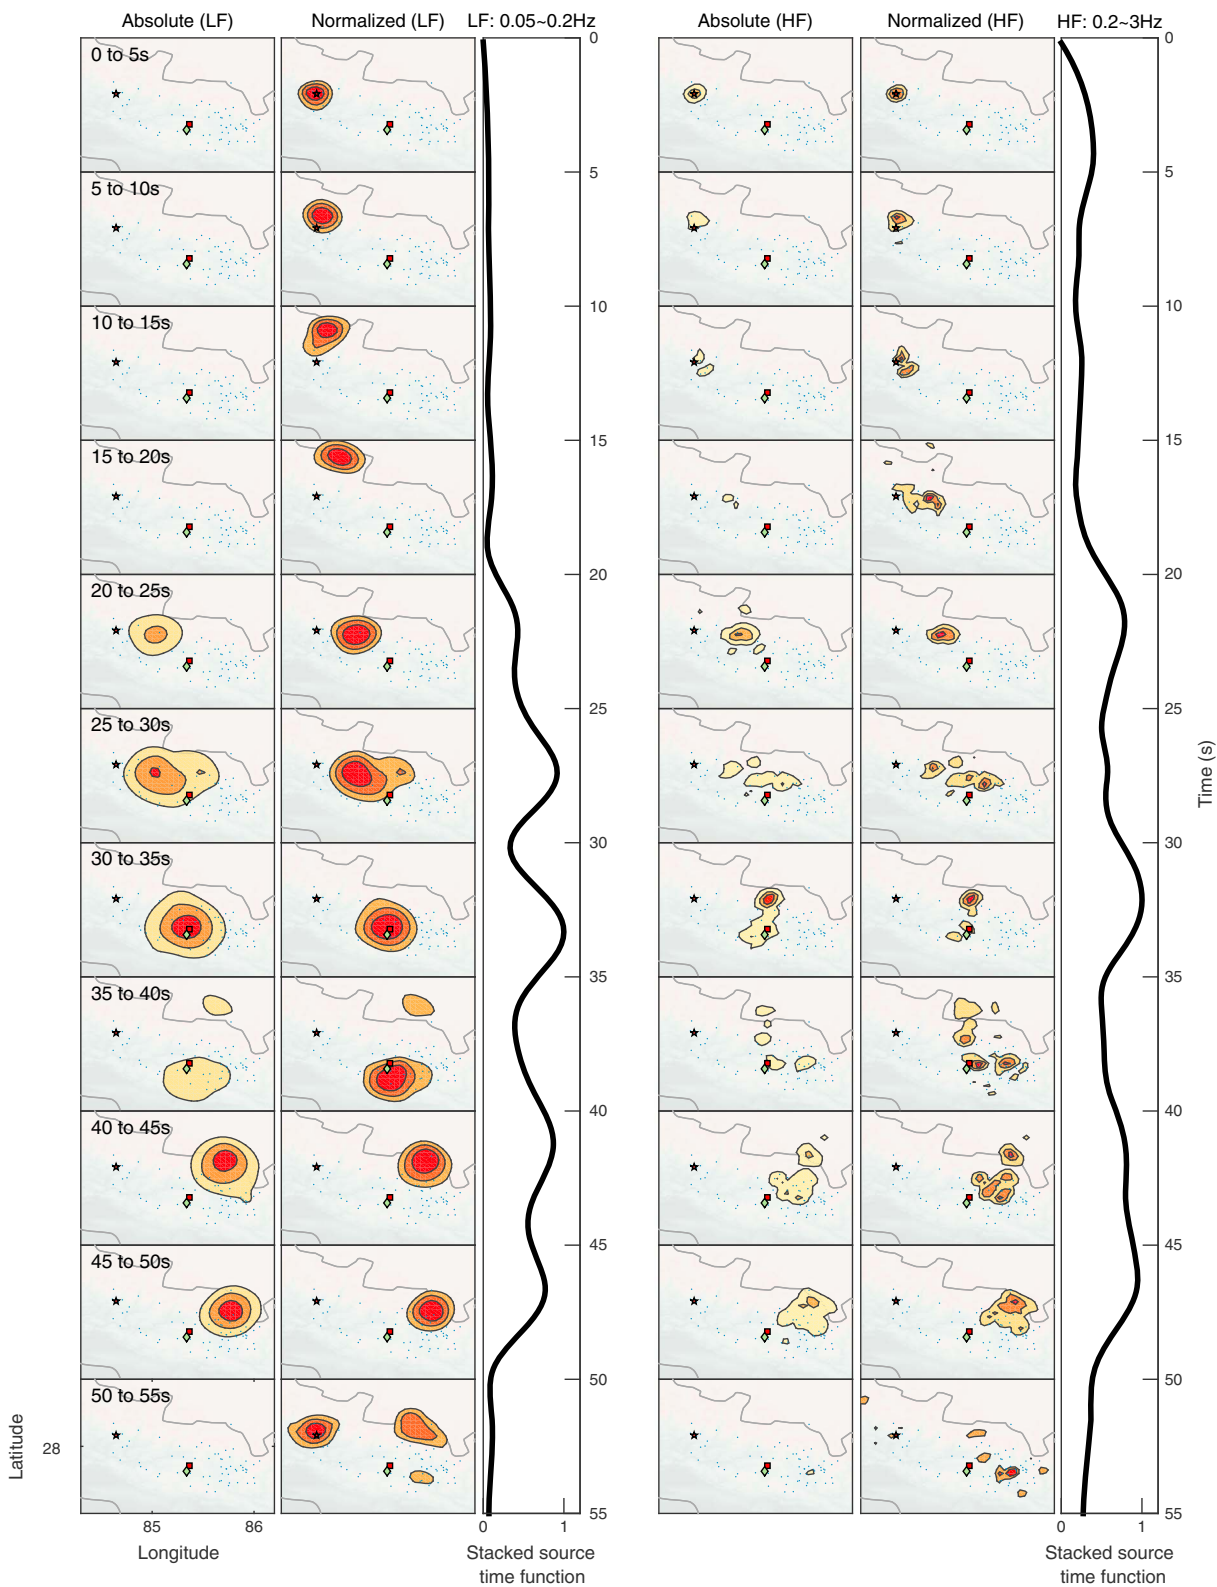 Absolute (LF) Normalized (LF) LF: 0.05~0.2Hz Absolute (HF) Normalized (HF) HF: 0.2~3Hz
0 to 5s 0 0
5 5
5 to 10s
10 10
10 to 15s
15 15
15 to 20s
20 20
20 to 25s
25 25
25 to 30s
Time (s)
30 30
30 to 35s
35 35
35 to 40s
40 40
40 to 45s
45 45
45 to 50s
50 50
50 to 55s
Latitude
28
55 55
85 86 0 1 0 1
Longitude Stacked source Stacked source
time function time function